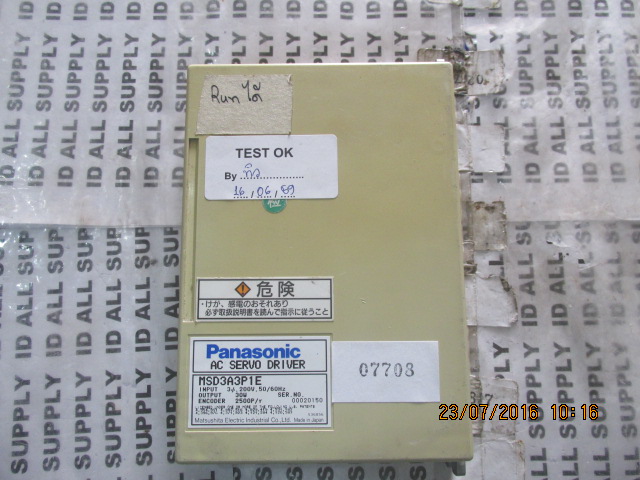 Run ได้
TEST OK
By ทิว
16, 06, 59
危険
・けが、感電のおそれあり
必ず取扱説明書を読んで指示に従うこと
Panasonic
AC SERVO DRIVER
MSD3A3P1E
INPUT 3φ, 200V, 50/60Hz
OUTPUT 30W SER.NO.
ENCODER 2500P/r 00020150
Matsushita Electric Industrial Co.,Ltd. Made in Japan
07703
ID ALL SUPPLY
23/07/2016 10:16